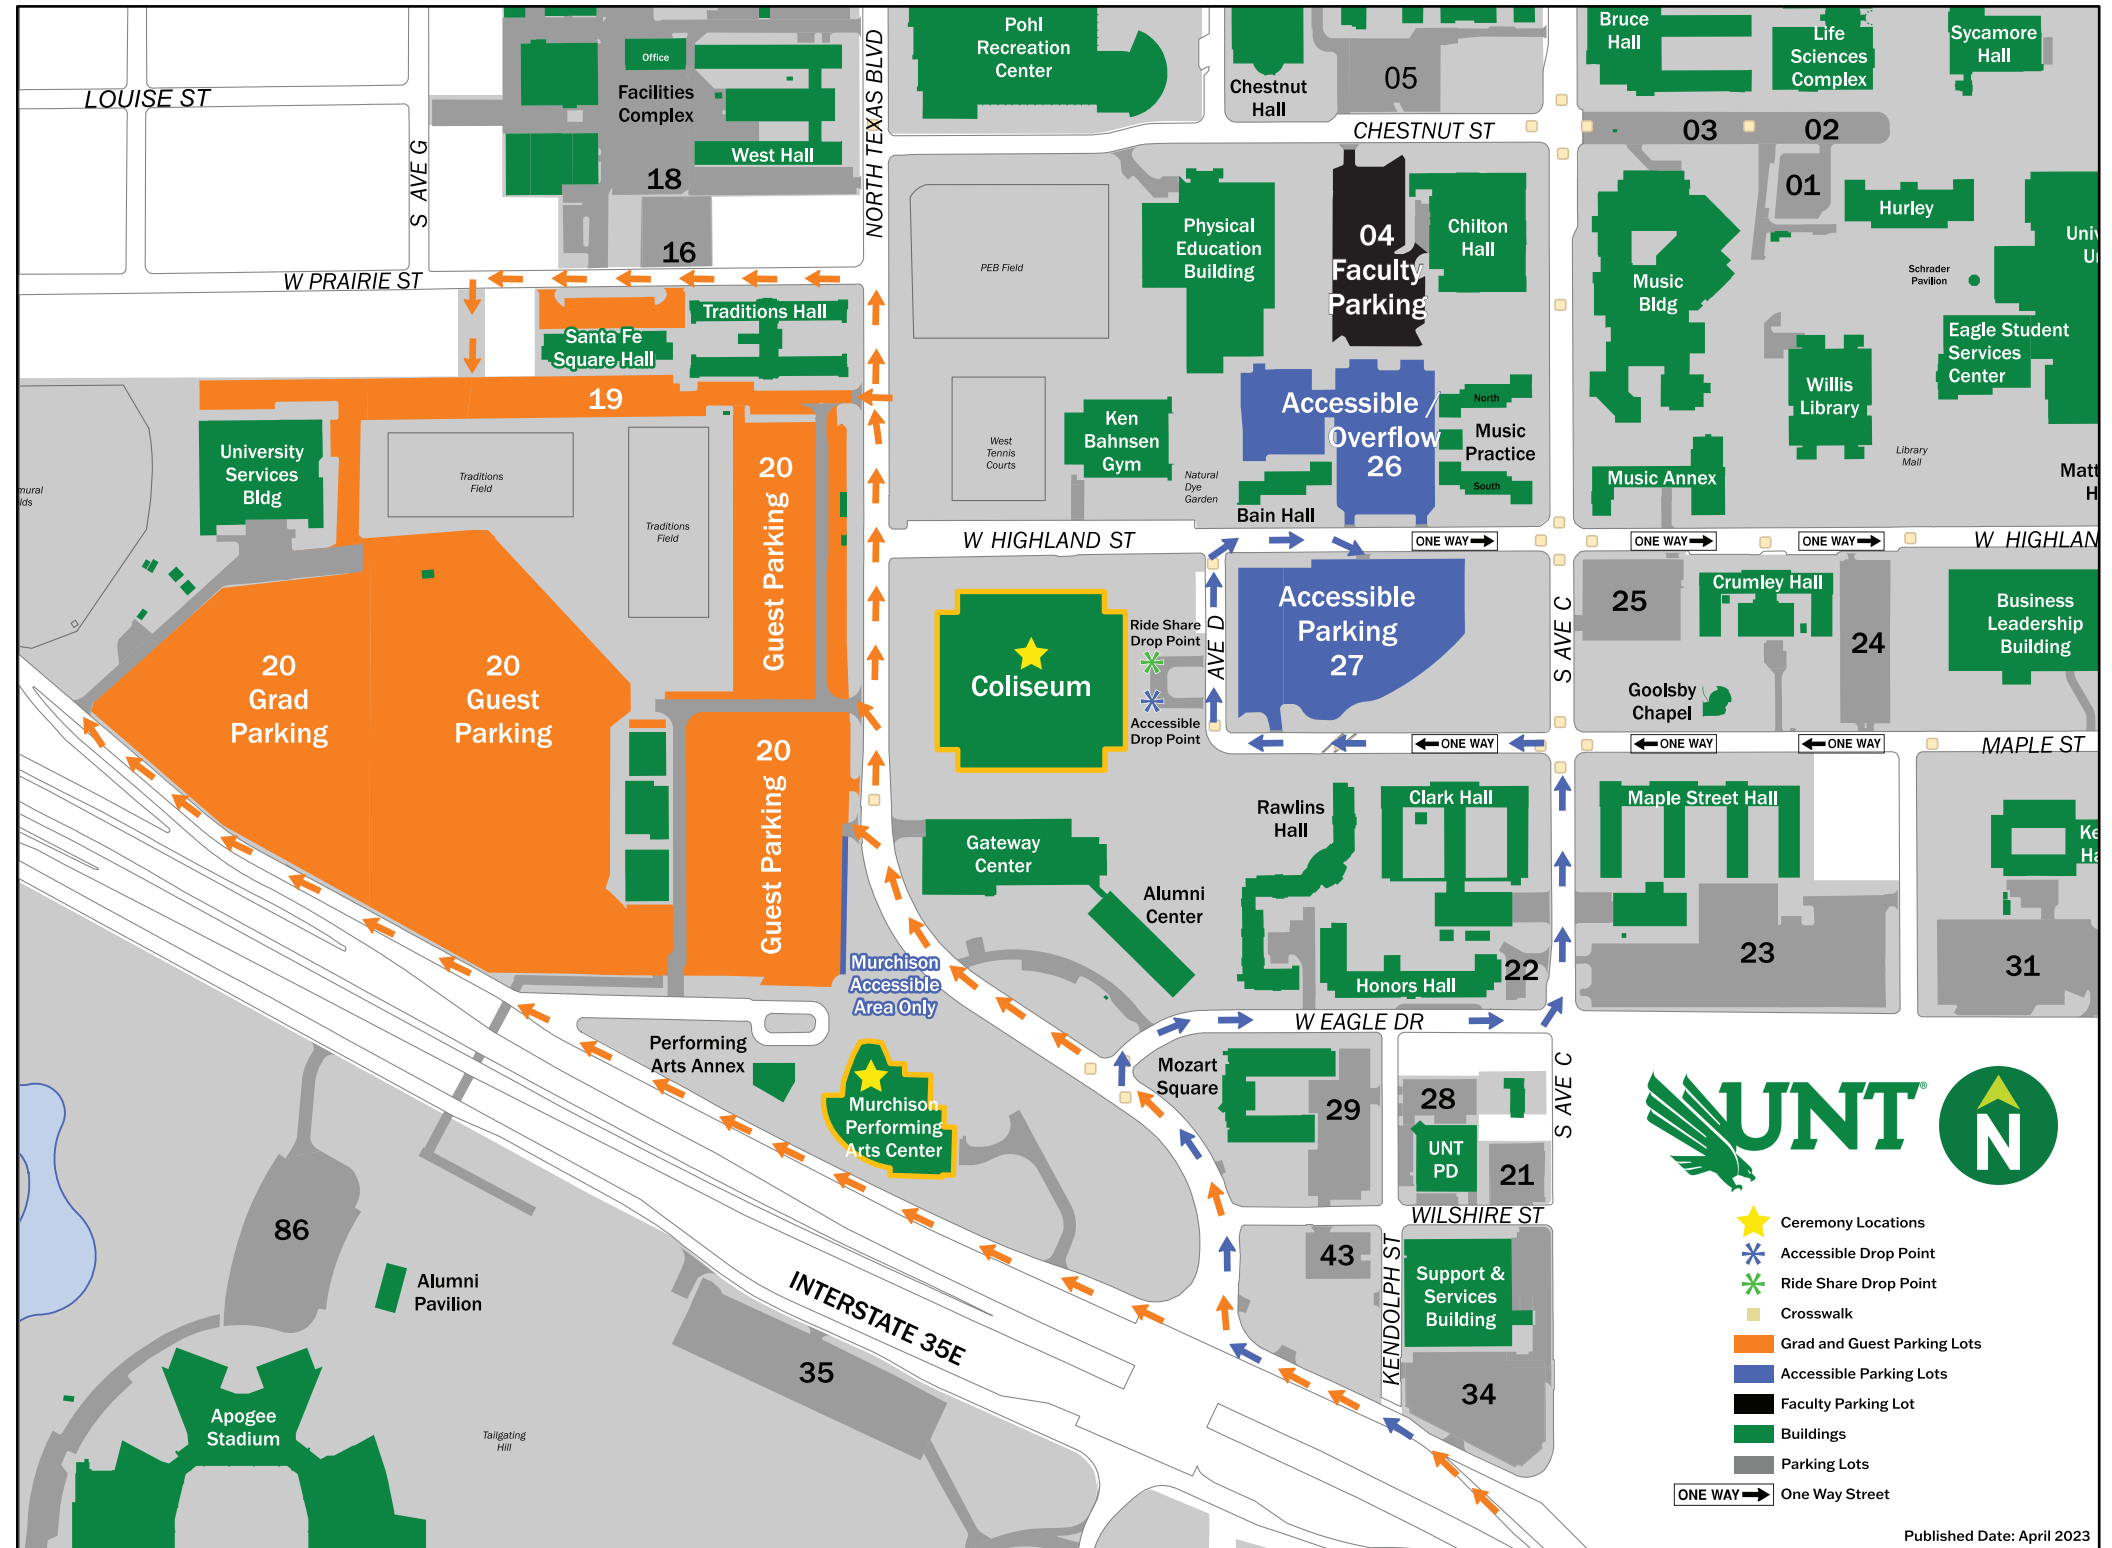 Pohl
Recreation
Center
Office
Facilities
Complex
West Hall
18
16
LOUISE ST
S AVE G
NORTH TEXAS BLVD
W PRAIRIE ST
Chestnut
Hall
05
CHESTNUT ST
Bruce
Hall
Life
Sciences
Complex
Sycamore
Hall
03
02
01
Hurley
PEB Field
Physical
Education
Building
04
Faculty
Parking
Chilton
Hall
Music
Bldg
Schrader
Pavilion
Eagle Student
Services
Center
Willis
Library
Library
Mall
Music Annex
Traditions Hall
Santa Fe
Square Hall
19
University
Services
Bldg
Traditions
Field
Traditions
Field
20
Guest Parking
West
Tennis
Courts
Ken
Bahnsen
Gym
Natural
Dye
Garden
Bain Hall
Accessible /
Overflow
26
North
Music
Practice
South
W HIGHLAND ST
ONE WAY
ONE WAY
ONE WAY
W HIGHLAN
20
Grad
Parking
20
Guest
Parking
20
Guest Parking
Coliseum
Ride Share
Drop Point
Accessible
Drop Point
AVE D
Accessible
Parking
27
S AVE C
25
Crumley Hall
24
Business
Leadership
Building
Goolsby
Chapel
ONE WAY
ONE WAY
ONE WAY
MAPLE ST
Gateway
Center
Alumni
Center
Rawlins
Hall
Clark Hall
Maple Street Hall
Honors Hall
22
23
31
Murchison
Accessible
Area Only
W EAGLE DR
Performing
Arts Annex
Murchison
Performing
Arts Center
Mozart
Square
29
28
UNT
PD
21
S AVE C
WILSHIRE ST
43
KENDOLPH ST
Support &
Services
Building
34
INTERSTATE 35E
35
86
Alumni
Pavilion
Apogee
Stadium
Tailgating
Hill
UNT®
N
Ceremony Locations
Accessible Drop Point
Ride Share Drop Point
Crosswalk
Grad and Guest Parking Lots
Accessible Parking Lots
Faculty Parking Lot
Buildings
Parking Lots
ONE WAY One Way Street
Published Date: April 2023